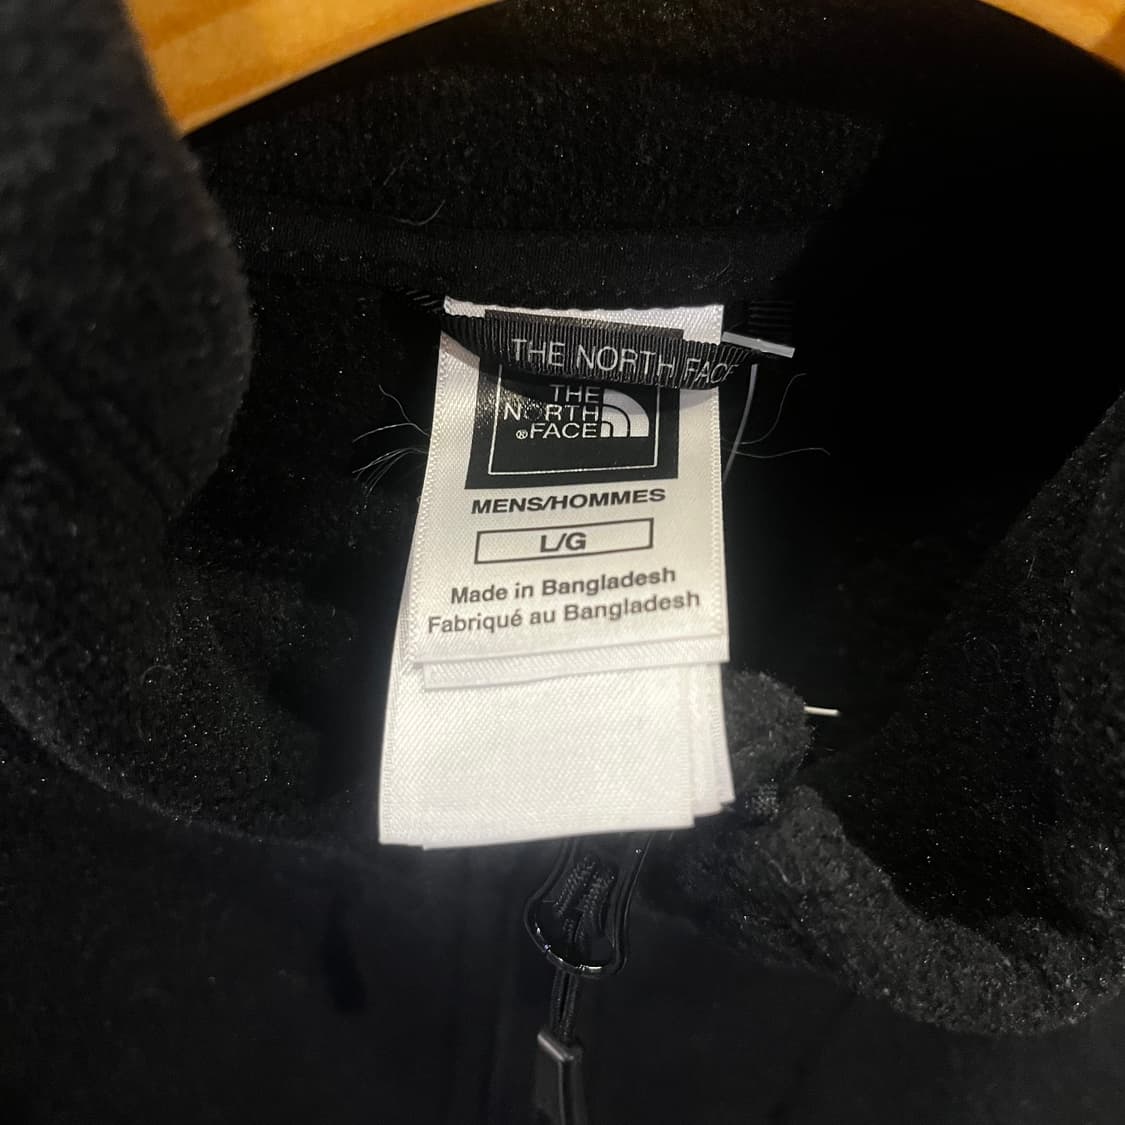 THE NORTH FACE
THE
NORTH
®FACE
MENS/HOMMES
L/G
Made in Bangladesh
Fabriqué au Bangladesh